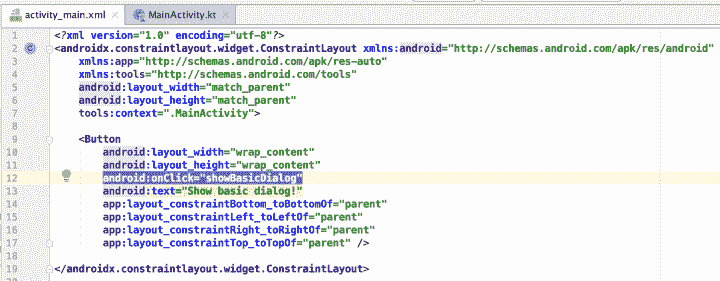 activity_main.xml MainActivity.kt
1 <?xml version="1.0" encoding="utf-8"?>
2 <androidx.constraintlayout.widget.ConstraintLayout xmlns:android="http://schemas.android.com/apk/res/android"
3 xmlns:app="http://schemas.android.com/apk/res-auto"
4 xmlns:tools="http://schemas.android.com/tools"
5 android:layout_width="match_parent"
6 android:layout_height="match_parent"
7 tools:context=".MainActivity">
8
9 <Button
10 android:layout_width="wrap_content"
11 android:layout_height="wrap_content"
12 android:onClick="showBasicDialog"
13 android:text="Show basic dialog!"
14 app:layout_constraintBottom_toBottomOf="parent"
15 app:layout_constraintLeft_toLeftOf="parent"
16 app:layout_constraintRight_toRightOf="parent"
17 app:layout_constraintTop_toTopOf="parent" />
18
19 </androidx.constraintlayout.widget.ConstraintLayout>